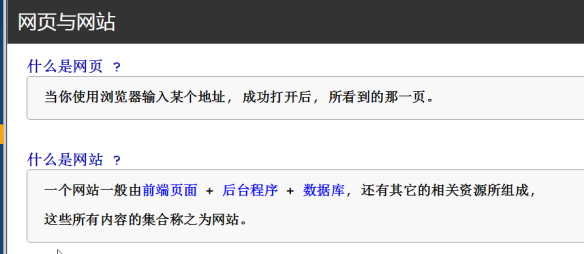 网页与网站
什么是网页 ?
当你使用浏览器输入某个地址, 成功打开后, 所看到的那一页。
什么是网站 ?
一个网站一般由前端页面 + 后台程序 + 数据库, 还有其它的相关资源所组成,
这些所有内容的集合称之为网站。